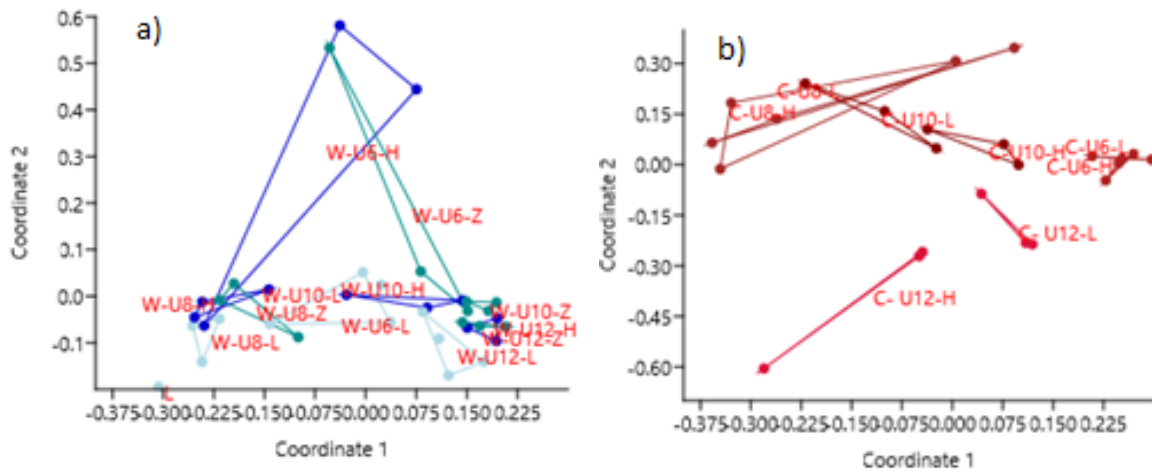 a)
0.6
0.5
0.4
0.3
0.2
0.1
0.0
-0.1
Coordinate 2
W-U6-H
W-U6-Z
W-U8-H
W-U10-L
W-U10-H
W-U8-Z
W-U10-Z
W-U6-L
W-U12-H
W-U12-Z
W-U8-L
W-U12-L
L
-0.375 -0.300 -0.225 -0.150 -0.075 0.000 0.075 0.150 0.225
Coordinate 1
b)
0.30
0.15
0.00
-0.15
-0.30
-0.45
-0.60
Coordinate 2
C-U8-L
C-U8-H
C-U10-L
C-U10-H
C-U6-L
C-U6-H
C- U12-L
C- U12-H
-0.375 -0.300 -0.225 -0.150 -0.075 0.000 0.075 0.150 0.225
Coordinate 1